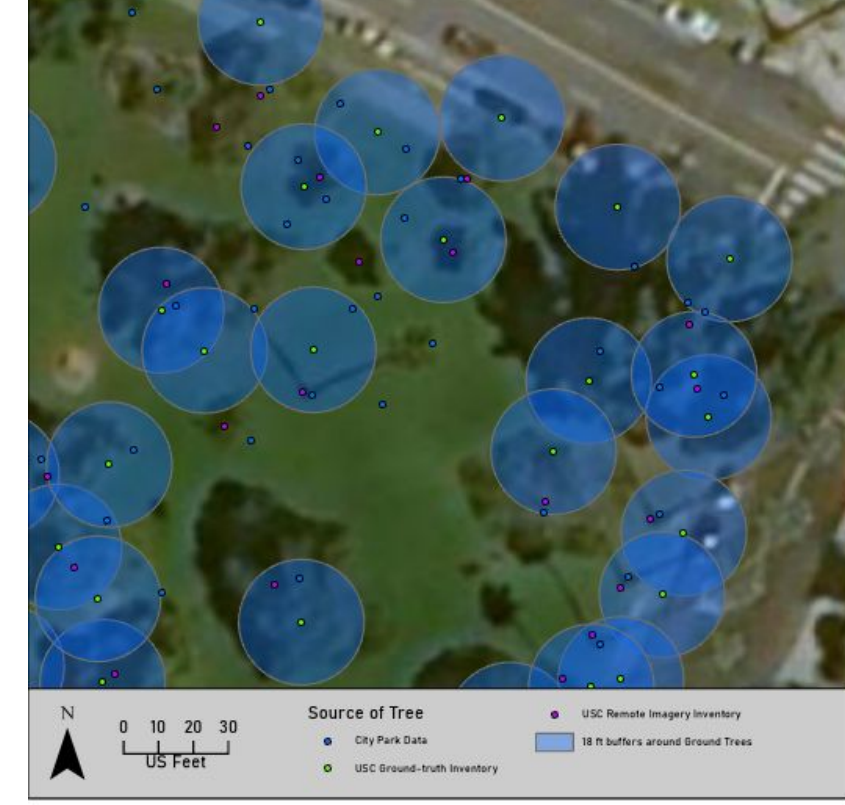 N
0 10 20 30
US Feet
Source of Tree
City Park Data
USC Ground-truth Inventory
USC Remote Imagery Inventory
18 ft buffers around Ground Trees